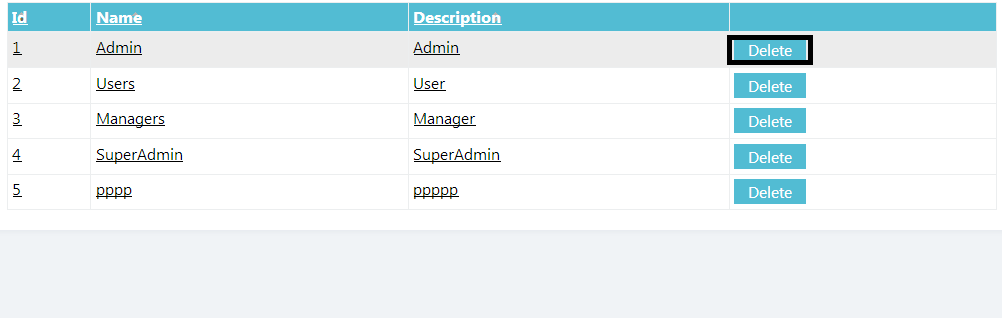 Id Name Description
1 Admin Admin Delete
2 Users User Delete
3 Managers Manager Delete
4 SuperAdmin SuperAdmin Delete
5 pppp ppppp Delete